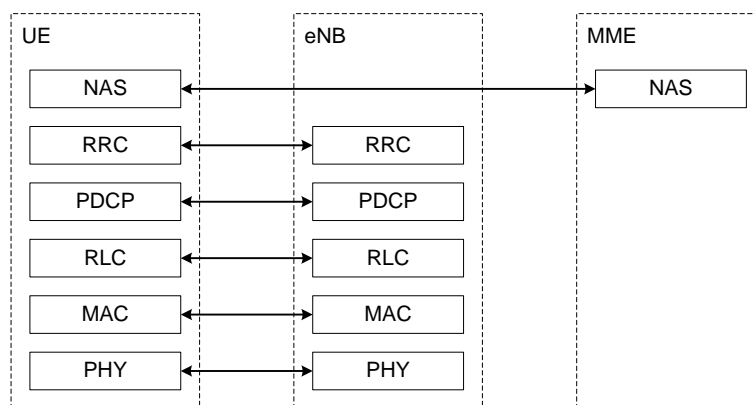 UE eNB MME
NAS NAS
RRC RRC
PDCP PDCP
RLC RLC
MAC MAC
PHY PHY